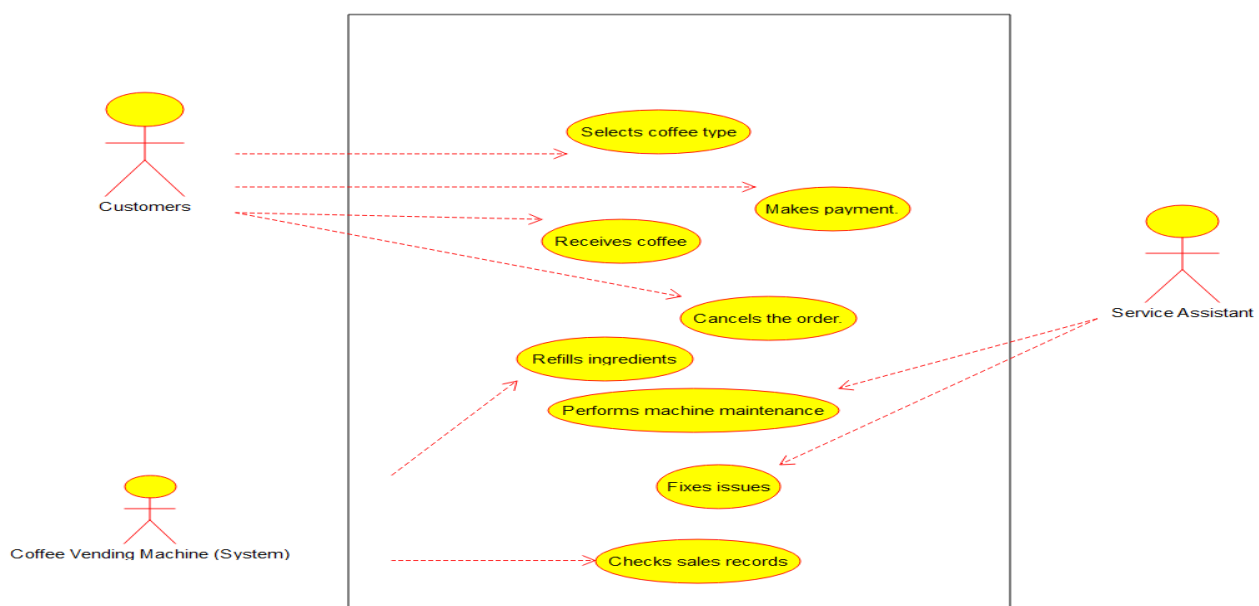 Selects coffee type
Customers
Makes payment.
Receives coffee
Service Assistant
Cancels the order.
Refills ingredients
Performs machine maintenance
Fixes issues
Coffee Vending Machine (System)
Checks sales records